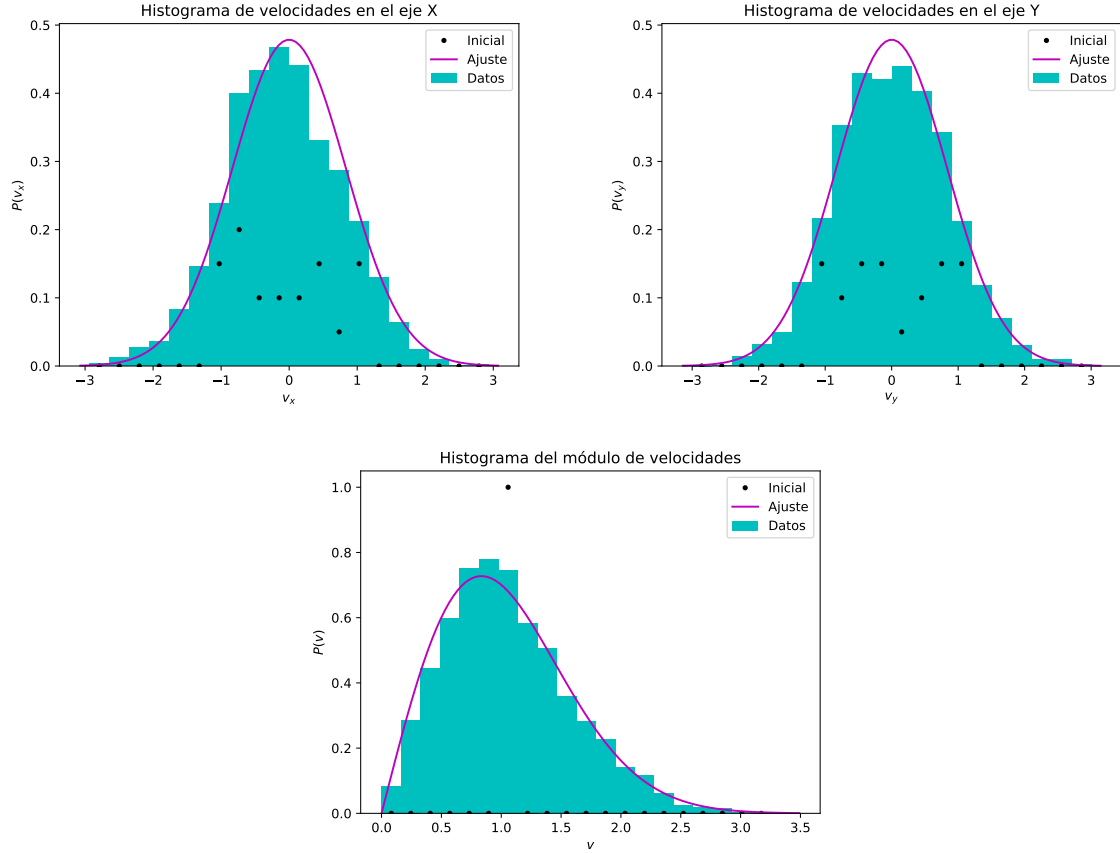 Histograma de velocidades en el eje X
0.5
0.4
0.3
0.2
0.1
0.0
P(vₓ)
Inicial
Ajuste
Datos
−3 −2 −1 0 1 2 3
vₓ
Histograma de velocidades en el eje Y
0.5
0.4
0.3
0.2
0.1
0.0
P(v_y)
Inicial
Ajuste
Datos
−3 −2 −1 0 1 2 3
v_y
Histograma del módulo de velocidades
1.0
0.8
0.6
0.4
0.2
0.0
P(v)
Inicial
Ajuste
Datos
0.0 0.5 1.0 1.5 2.0 2.5 3.0 3.5
v